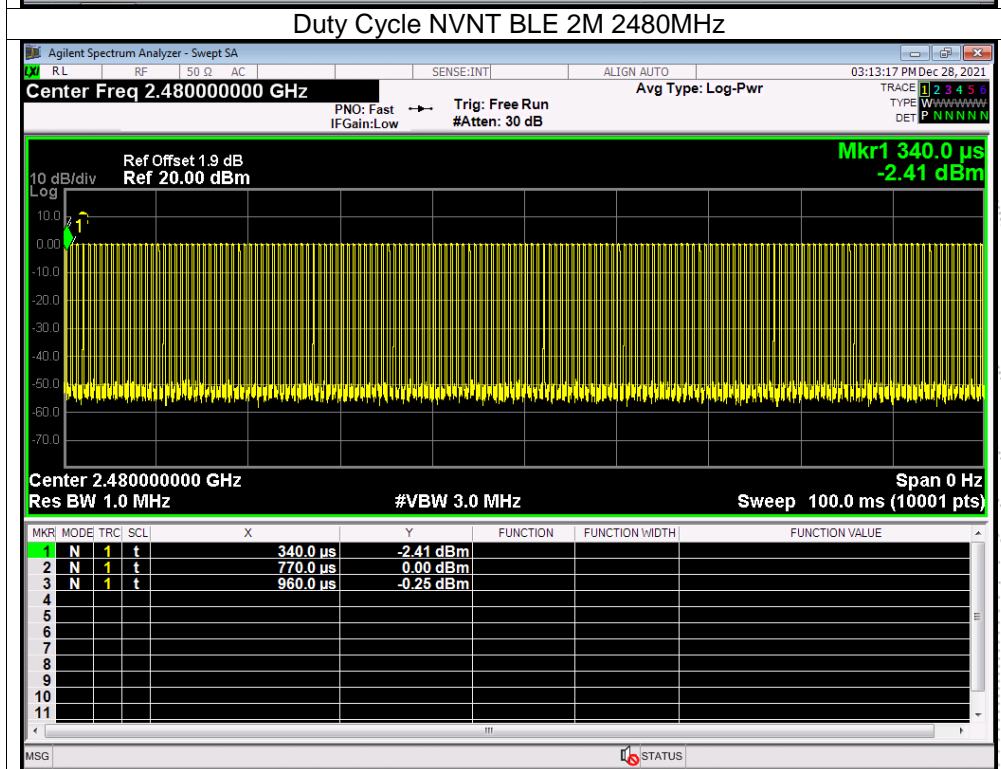 Duty Cycle NVNT BLE 2M 2480MHz
Agilent Spectrum Analyzer - Swept SA
LXI RL RF 50 Ω AC SENSE:INT ALIGN AUTO 03:13:17 PM Dec 28, 2021
Center Freq 2.480000000 GHz Avg Type: Log-Pwr TRACE 1 2 3 4 5 6
PNO: Fast Trig: Free Run TYPE WWWWWW
IFGain:Low #Atten: 30 dB DET P N N N N N
Mkr1 340.0 µs
-2.41 dBm
Ref Offset 1.9 dB
10 dB/div Ref 20.00 dBm
Log
10.0
1
0.00
-10.0
-20.0
-30.0
-40.0
-50.0
-60.0
-70.0
Center 2.480000000 GHz Span 0 Hz
Res BW 1.0 MHz #VBW 3.0 MHz Sweep 100.0 ms (10001 pts)
MKR MODE TRC SCL X Y FUNCTION FUNCTION WIDTH FUNCTION VALUE
1 N 1 t 340.0 µs -2.41 dBm
2 N 1 t 770.0 µs 0.00 dBm
3 N 1 t 960.0 µs -0.25 dBm
4
5
6
7
8
9
10
11
MSG STATUS